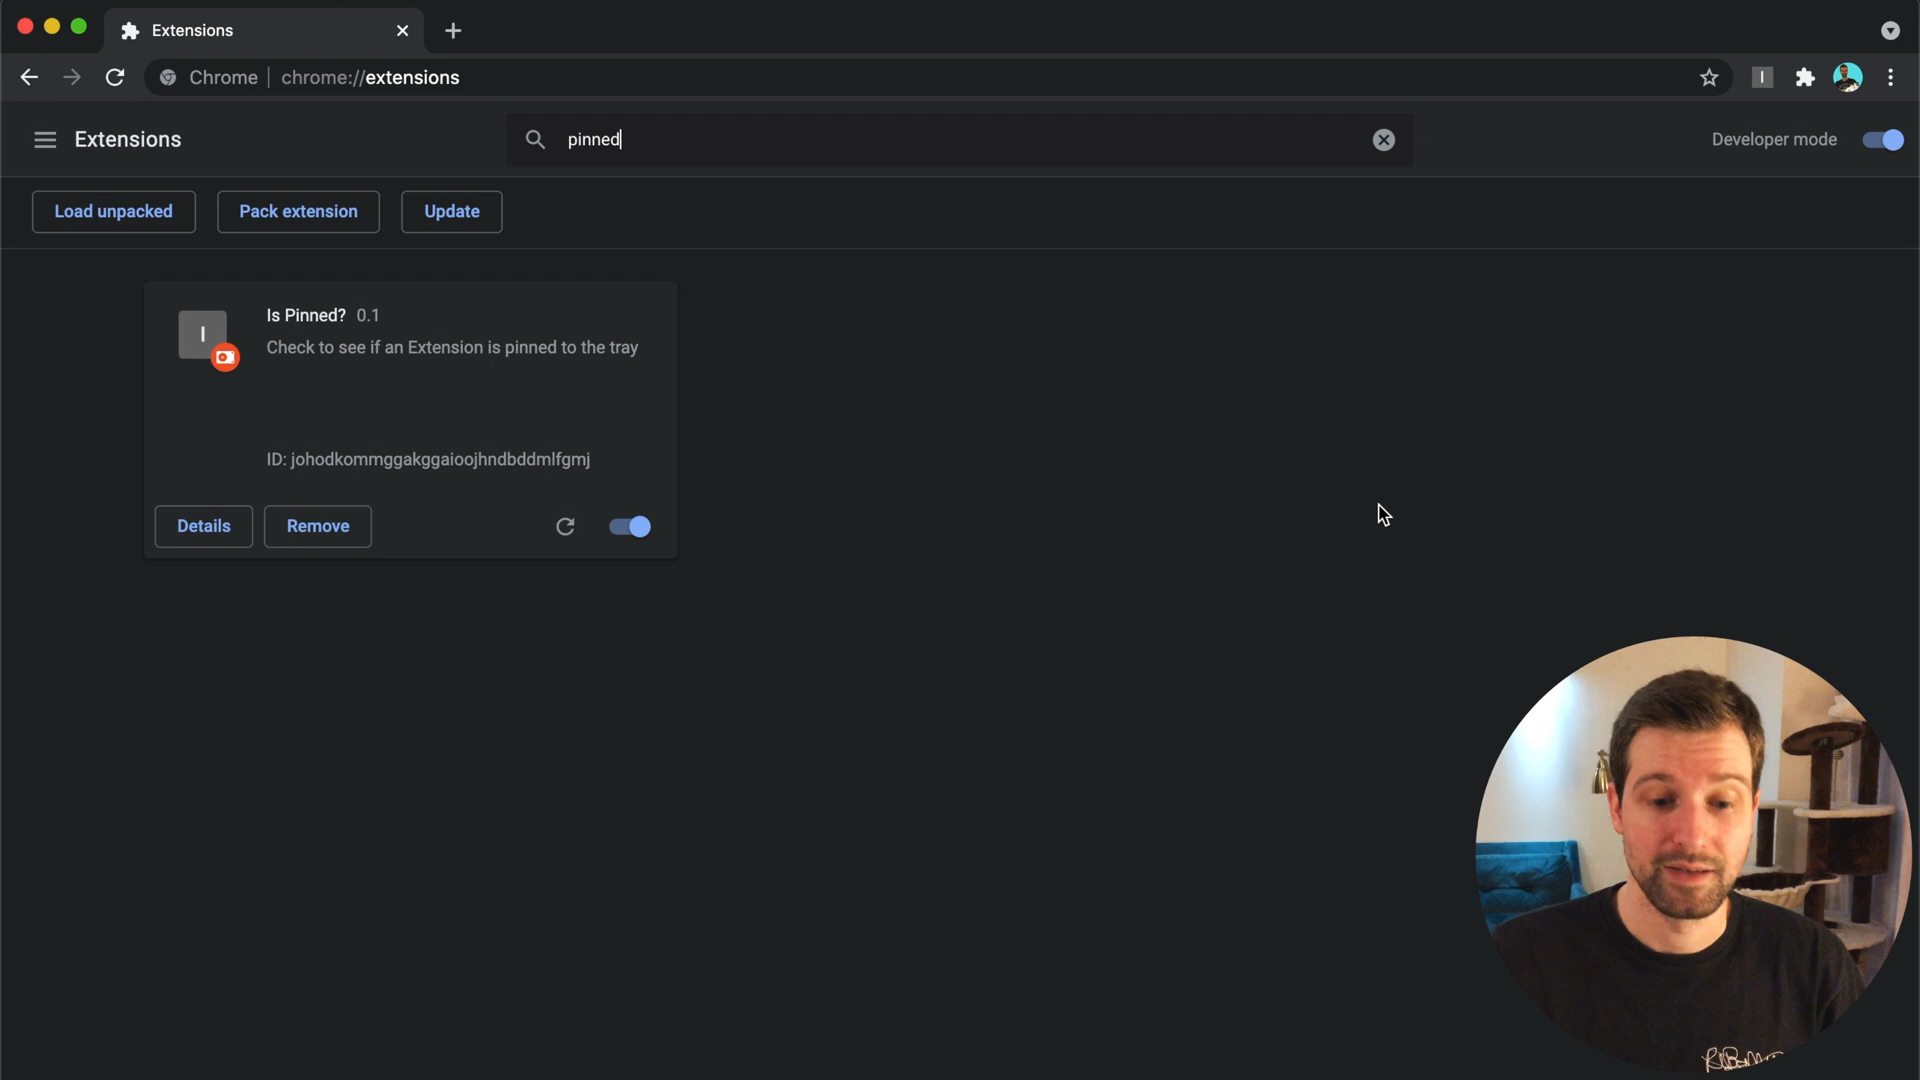 Extensions
Chrome
chrome://extensions
I
Extensions
pinned
Developer mode
Load unpacked
Pack extension
Update
I
Is Pinned? 0.1
Check to see if an Extension is pinned to the tray
ID: johodkommggakggaioojhndbddmlfgmj
Details
Remove